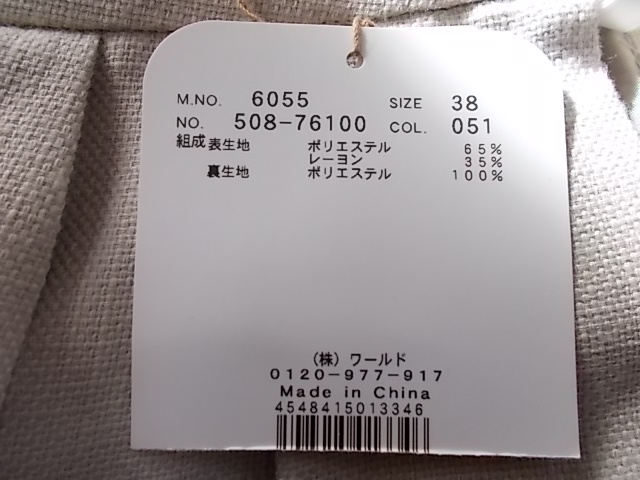 M.NO. 6055 SIZE 38
NO. 508-76100 COL. 051
組成 表生地 ポリエステル 65%
レーヨン 35%
裏生地 ポリエステル 100%
(株) ワールド
0120-977-917
Made in China
4548415013346